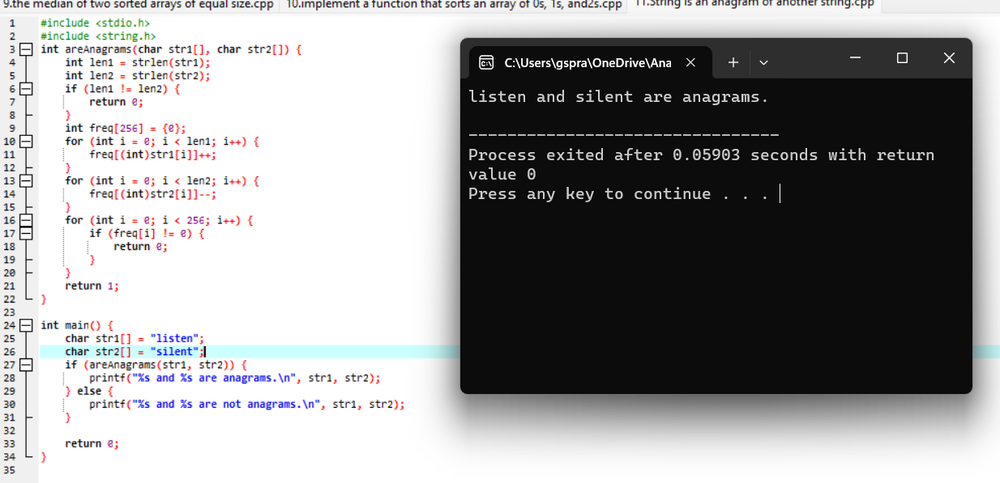 9.the median of two sorted arrays of equal size.cpp 10.implement a function that sorts an array of 0s, 1s, and2s.cpp 11.String is an anagram of another string.cpp
1 #include <stdio.h>
2 #include <string.h>
3 int areAnagrams(char str1[], char str2[]) {
4 int len1 = strlen(str1);
5 int len2 = strlen(str2);
6 if (len1 != len2) {
7 return 0;
8 }
9 int freq[256] = {0};
10 for (int i = 0; i < len1; i++) {
11 freq[(int)str1[i]]++;
12 }
13 for (int i = 0; i < len2; i++) {
14 freq[(int)str2[i]]--;
15 }
16 for (int i = 0; i < 256; i++) {
17 if (freq[i] != 0) {
18 return 0;
19 }
20 }
21 return 1;
22 }
23
24 int main() {
25 char str1[] = "listen";
26 char str2[] = "silent";
27 if (areAnagrams(str1, str2)) {
28 printf("%s and %s are anagrams.\n", str1, str2);
29 } else {
30 printf("%s and %s are not anagrams.\n", str1, str2);
31 }
32
33 return 0;
34 }
35
C:\Users\gspra\OneDrive\Ana
listen and silent are anagrams.
--------------------------------
Process exited after 0.05903 seconds with return
value 0
Press any key to continue . . .